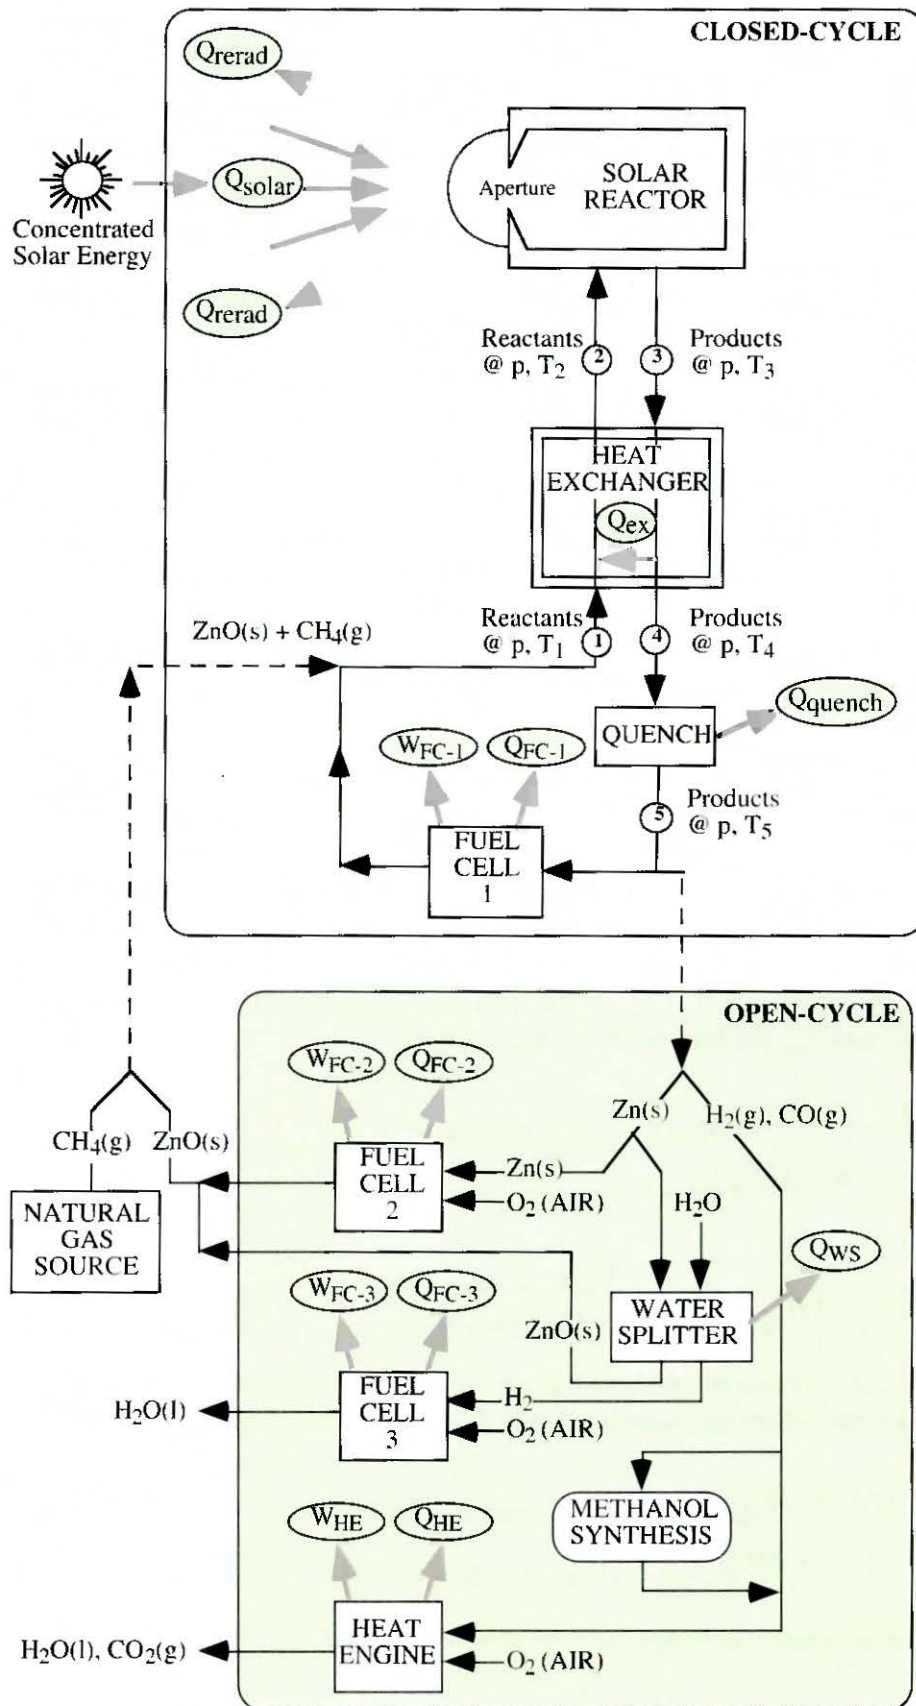 CLOSED-CYCLE
Qrerad
Concentrated
Solar Energy
Qsolar
Aperture
SOLAR
REACTOR
Qrerad
Reactants
@ p, T2
2
3
Products
@ p, T3
HEAT
EXCHANGER
Qex
ZnO(s) + CH4(g)
Reactants
@ p, T1
1
4
Products
@ p, T4
WFC-1
QFC-1
QUENCH
Qquench
5
Products
@ p, T5
FUEL
CELL
1
OPEN-CYCLE
WFC-2
QFC-2
Zn(s)
H2(g), CO(g)
CH4(g)
ZnO(s)
FUEL
CELL
2
Zn(s)
O2 (AIR)
H2O
NATURAL
GAS
SOURCE
QWS
WFC-3
QFC-3
ZnO(s)
WATER
SPLITTER
H2O(l)
FUEL
CELL
3
H2
O2 (AIR)
METHANOL
SYNTHESIS
WHE
QHE
H2O(l), CO2(g)
HEAT
ENGINE
O2 (AIR)